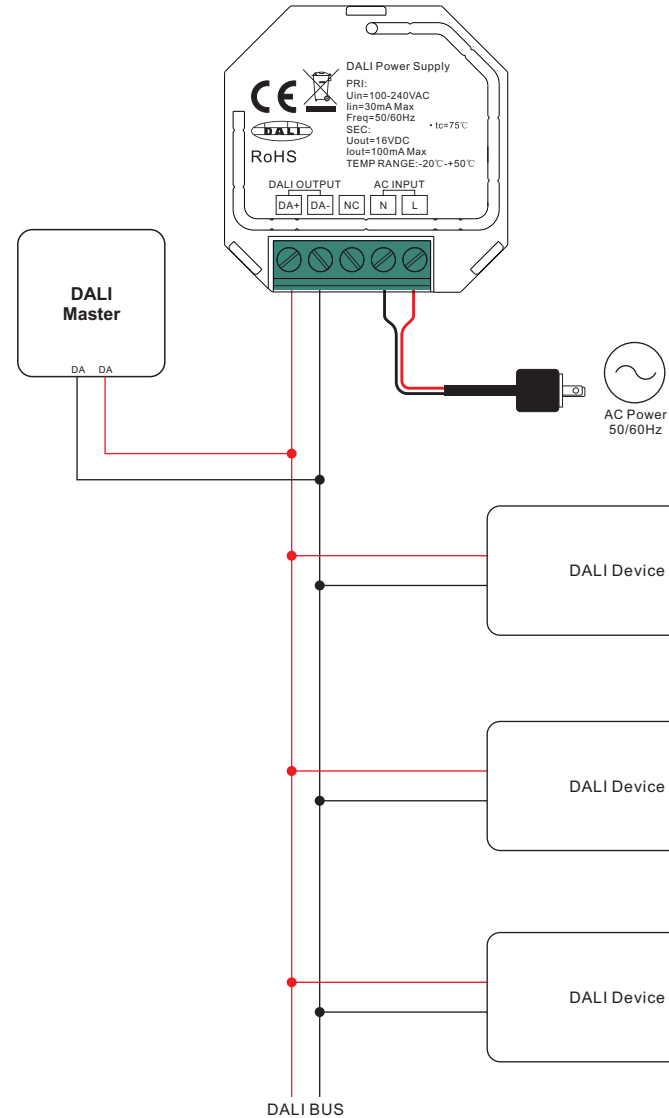 DALI Power Supply
PRI:
Uin=100-240VAC
Iin=30mA Max
Freq=50/60Hz
SEC:
• tc=75℃
Uout=16VDC
Iout=100mA Max
TEMP RANGE:-20℃-+50℃
CE
DALI
RoHS
DALI OUTPUT AC INPUT
DA+ DA- NC N L
DALI
Master
DA DA
AC Power
50/60Hz
DALI Device
DALI Device
DALI Device
DALI BUS